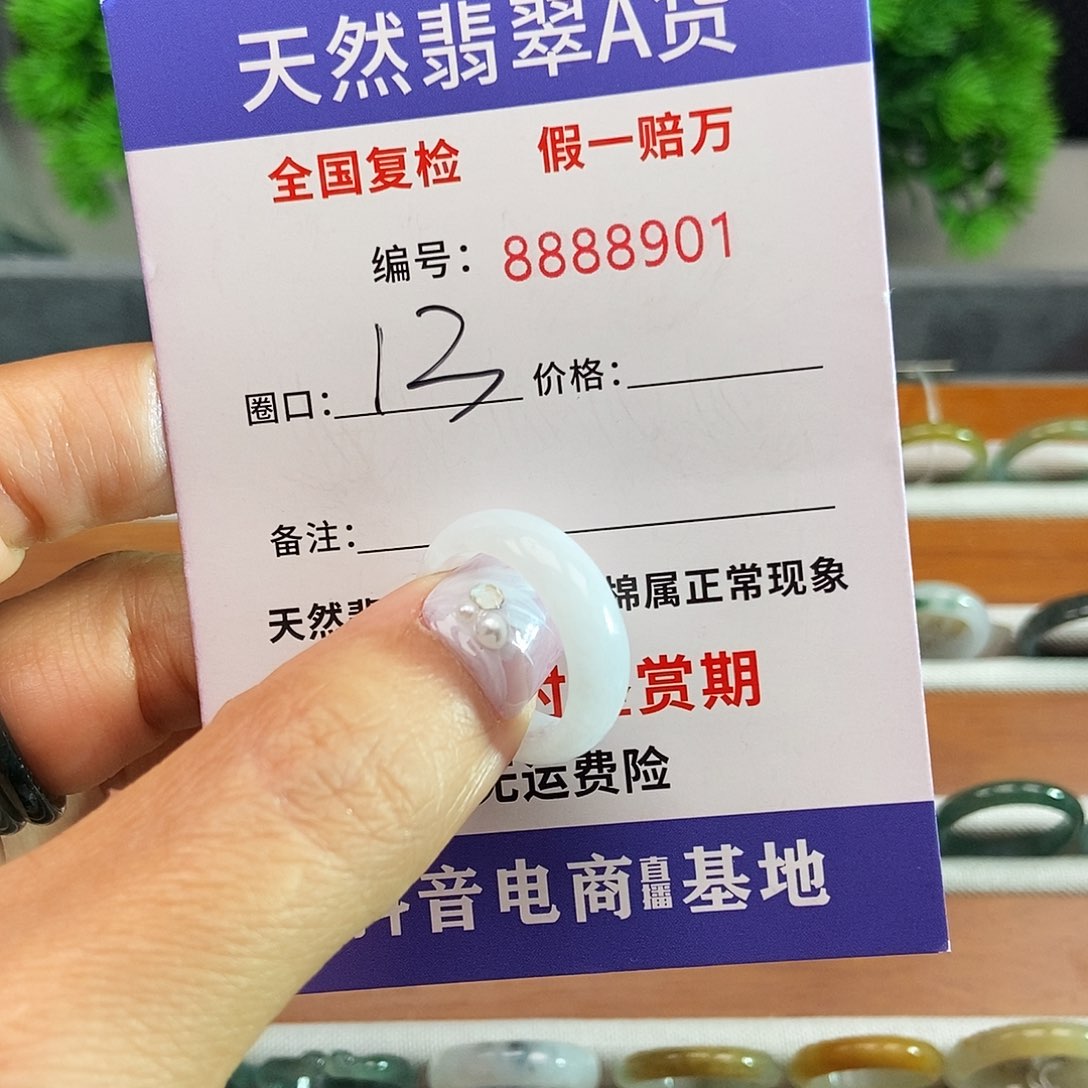 天然翡翠A货
全国复检 假一赔万
编号：8888901
圈口：13 价格：
备注：
天然 棉属正常现象
赏期
运费险
音电商直播基地